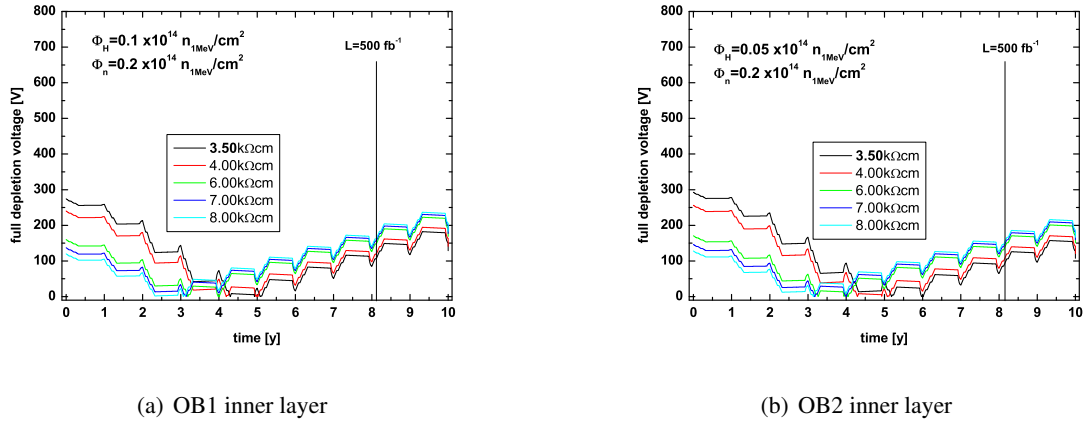 800
700
600
500
400
300
200
100
0
full depletion voltage [V]
Φ_H=0.1 x10^14 n_1MeV/cm^2
Φ_n=0.2 x10^14 n_1MeV/cm^2
L=500 fb^-1
3.50kΩcm
4.00kΩcm
6.00kΩcm
7.00kΩcm
8.00kΩcm
0 1 2 3 4 5 6 7 8 9 10
time [y]
(a) OB1 inner layer
800
700
600
500
400
300
200
100
0
full depletion voltage [V]
Φ_H=0.05 x10^14 n_1MeV/cm^2
Φ_n=0.2 x10^14 n_1MeV/cm^2
L=500 fb^-1
3.50kΩcm
4.00kΩcm
6.00kΩcm
7.00kΩcm
8.00kΩcm
0 1 2 3 4 5 6 7 8 9 10
time [y]
(b) OB2 inner layer